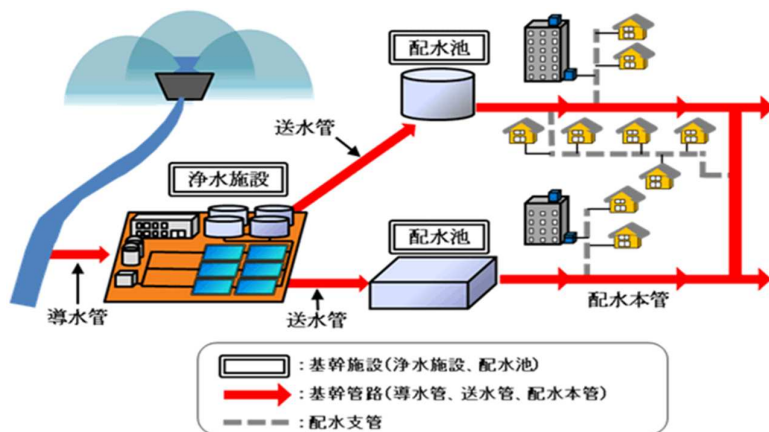 配水池
送水管
浄水施設
配水池
導水管
送水管
配水本管
：基幹施設(浄水施設、配水池)
：基幹管路(導水管、送水管、配水本管)
：配水支管